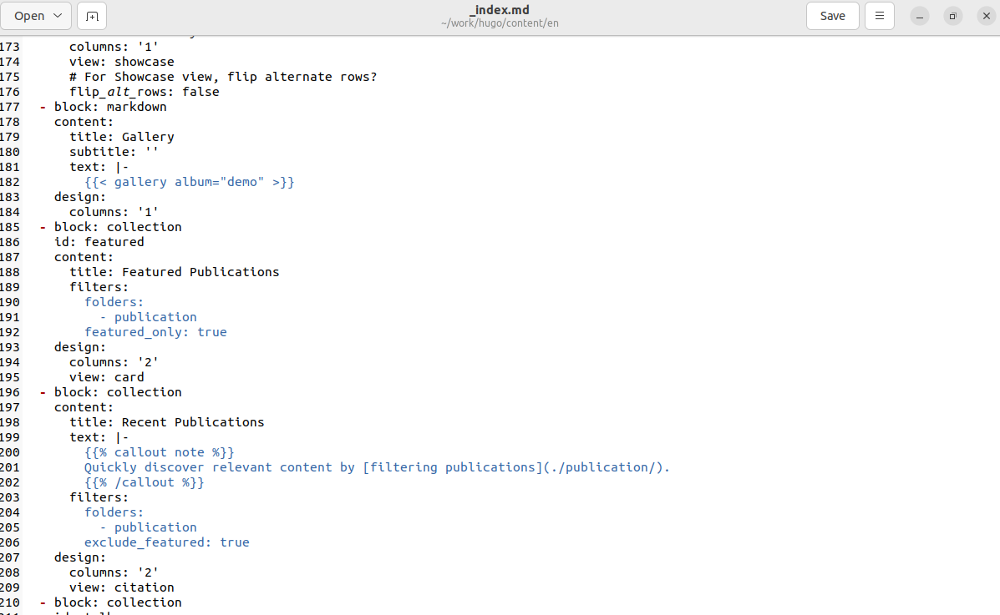 Open
_index.md
~/work/hugo/content/en
Save
173 columns: '1'
174 view: showcase
175 # For Showcase view, flip alternate rows?
176 flip_alt_rows: false
177 - block: markdown
178 content:
179 title: Gallery
180 subtitle: ''
181 text: |-
182 {{< gallery album="demo" >}}
183 design:
184 columns: '1'
185 - block: collection
186 id: featured
187 content:
188 title: Featured Publications
189 filters:
190 folders:
191 - publication
192 featured_only: true
193 design:
194 columns: '2'
195 view: card
196 - block: collection
197 content:
198 title: Recent Publications
199 text: |-
200 {{% callout note %}}
201 Quickly discover relevant content by [filtering publications](./publication/).
202 {{% /callout %}}
203 filters:
204 folders:
205 - publication
206 exclude_featured: true
207 design:
208 columns: '2'
209 view: citation
210 - block: collection